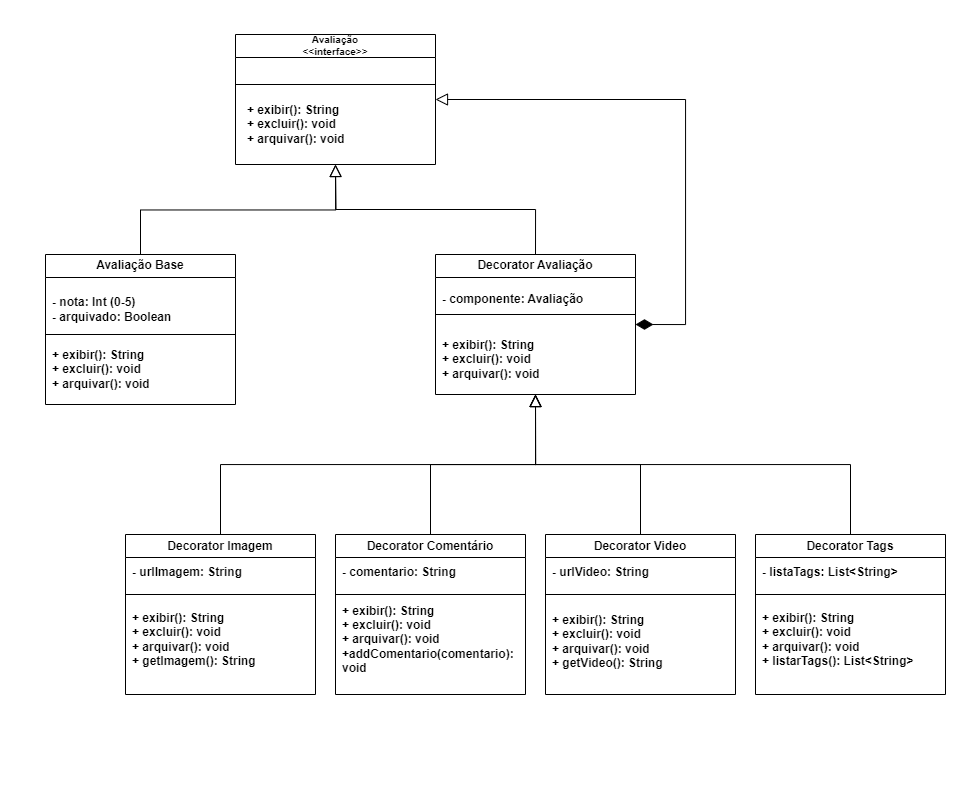 Avaliação
<<interface>>
+ exibir(): String
+ excluir(): void
+ arquivar(): void
Avaliação Base
- nota: Int (0-5)
- arquivado: Boolean
+ exibir(): String
+ excluir(): void
+ arquivar(): void
Decorator Avaliação
- componente: Avaliação
+ exibir(): String
+ excluir(): void
+ arquivar(): void
Decorator Imagem
- urlImagem: String
+ exibir(): String
+ excluir(): void
+ arquivar(): void
+ getImagem(): String
Decorator Comentário
- comentario: String
+ exibir(): String
+ excluir(): void
+ arquivar(): void
+addComentario(comentario):
void
Decorator Video
- urlVideo: String
+ exibir(): String
+ excluir(): void
+ arquivar(): void
+ getVideo(): String
Decorator Tags
- listaTags: List<String>
+ exibir(): String
+ excluir(): void
+ arquivar(): void
+ listarTags(): List<String>